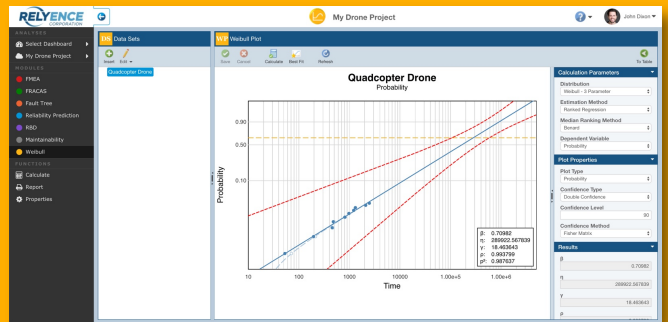 RELYENCE
CORPORATION
My Drone Project
John Dixon
ANALYSES
Select Dashboard
My Drone Project
MODULES
FMEA
FRACAS
Fault Tree
Reliability Prediction
RBD
Maintainability
Weibull
FUNCTIONS
Calculate
Report
Properties
DS Data Sets
Insert Edit
Quadcopter Drone
WP Weibull Plot
Save Cancel Calculate Best Fit Refresh
To Table
Quadcopter Drone
Probability
0.90
0.50
0.10
Probability
β: 0.70982
η: 289922.567839
γ: 18.463643
ρ: 0.993799
ρ²: 0.987637
10 100 1000 10000 1.00e+5 1.00e+6
Time
Calculation Parameters
Distribution
Weibull - 3 Parameter
Estimation Method
Ranked Regression
Median Ranking Method
Benard
Dependent Variable
Probability
Plot Properties
Plot Type
Probability
Confidence Type
Double Confidence
Confidence Level
90
Confidence Method
Fisher Matrix
Results
β
0.70982
η
289922.567839
γ
18.463643
ρ